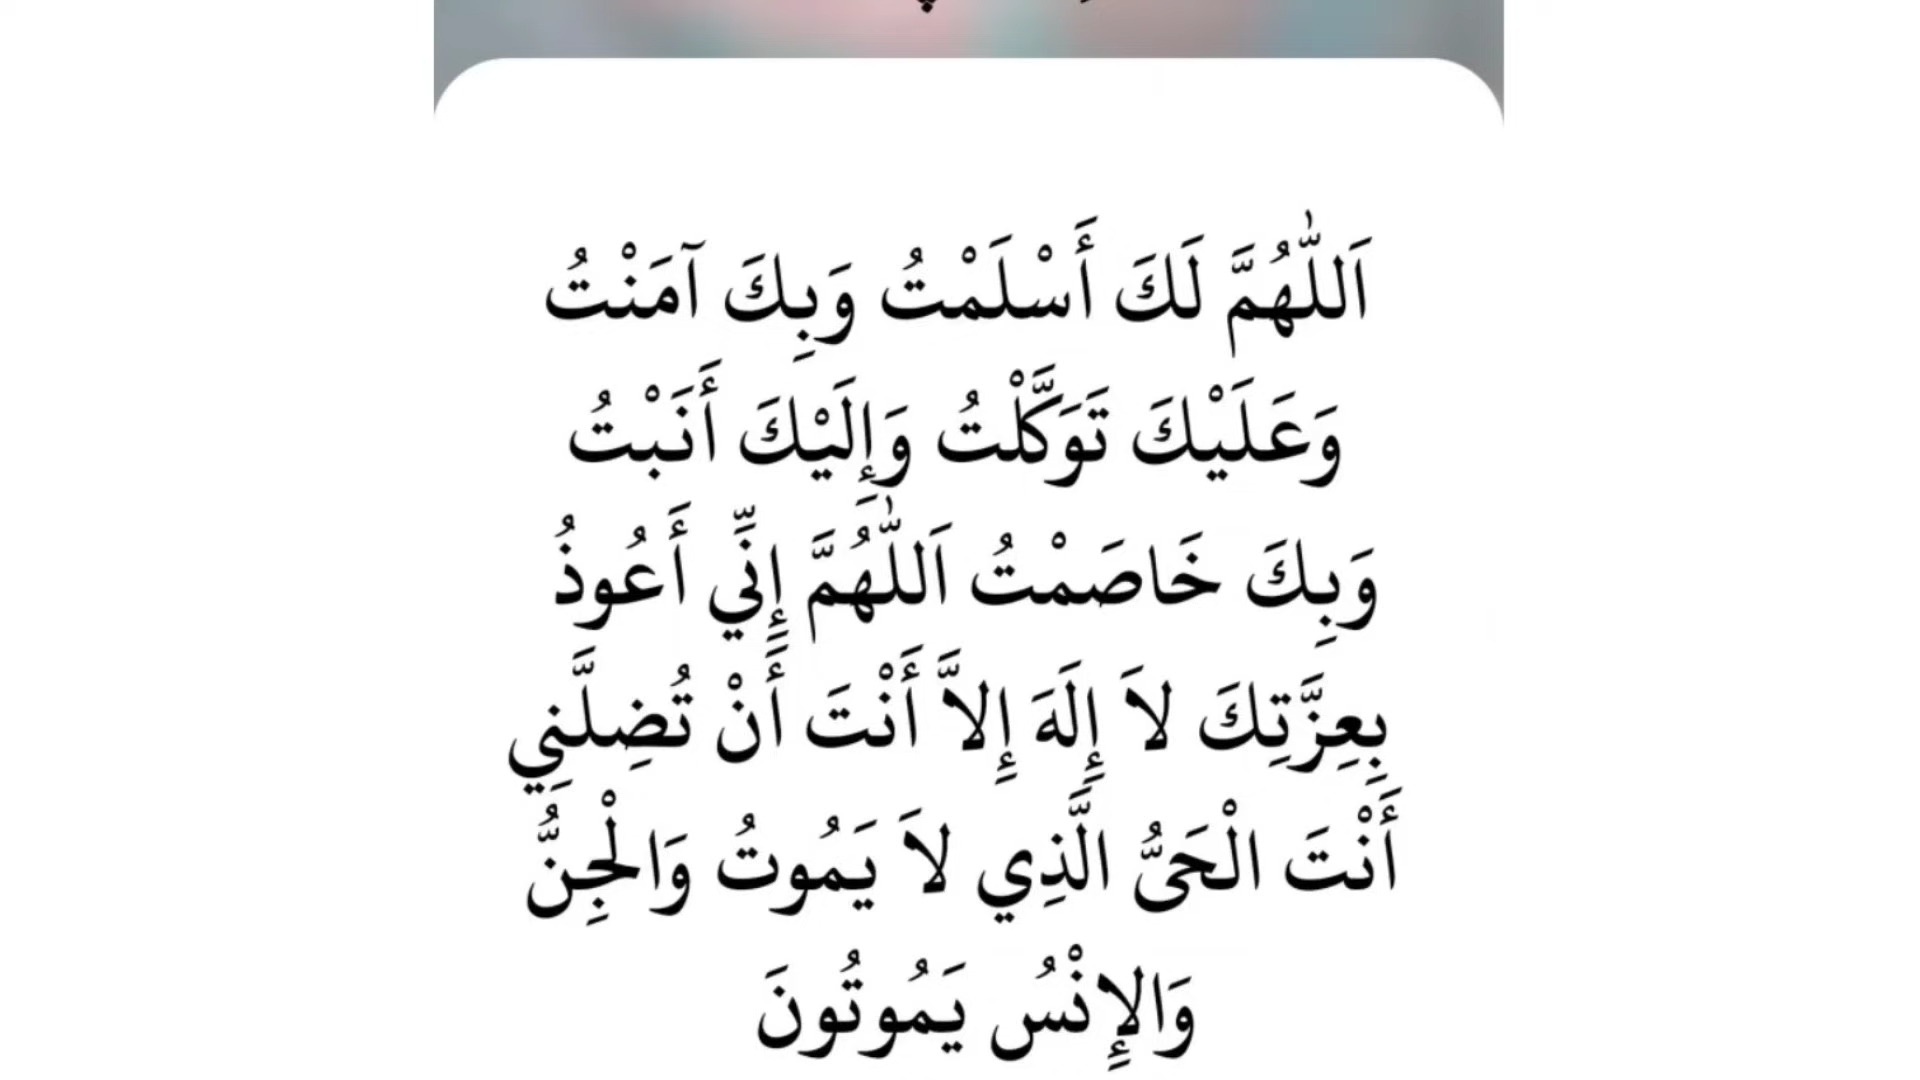 اَللّٰهُمَّ لَكَ أَسْلَمْتُ وَبِكَ آمَنْتُ
وَعَلَيْكَ تَوَكَّلْتُ وَإِلَيْكَ أَنَبْتُ
وَبِكَ خَاصَمْتُ اَللّٰهُمَّ إِنِّي أَعُوذُ
بِعِزَّتِكَ لاَ إِلَهَ إِلاَّ أَنْتَ أَنْ تُضِلَّنِي
أَنْتَ الْحَىُّ الَّذِي لاَ يَمُوتُ وَالْجِنُّ
وَالإِنْسُ يَمُوتُونَ